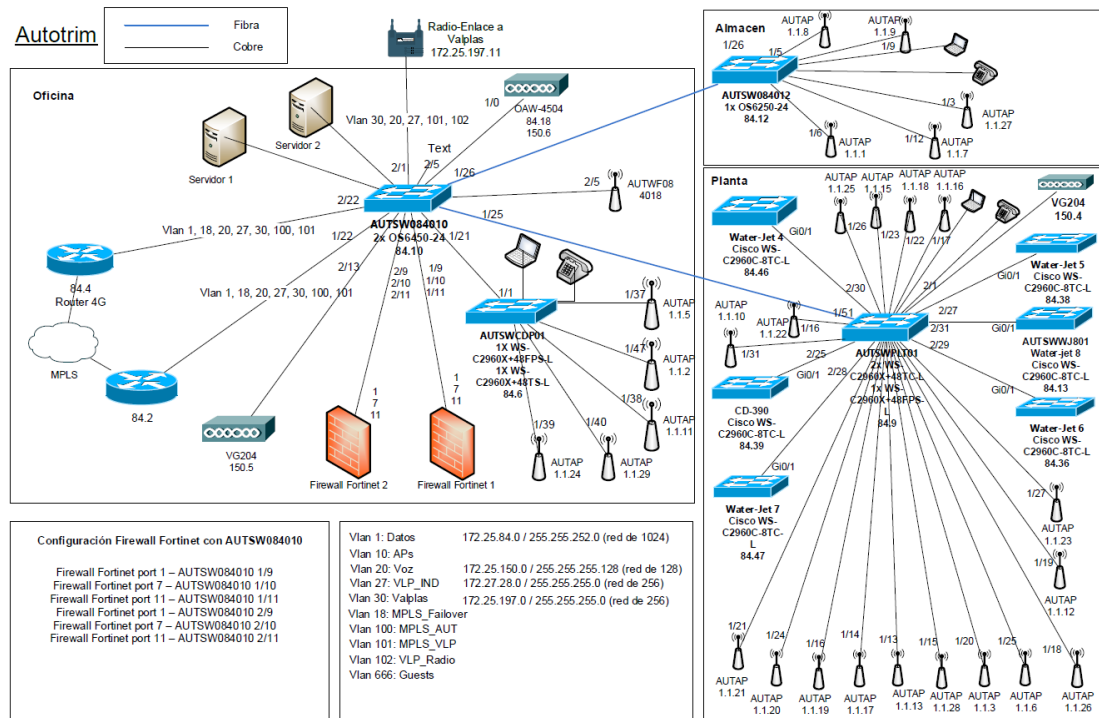 Autotrim
Fibra
Cobre
Radio-Enlace a
Valplas
172.25.197.11
Oficina
Servidor 1
Servidor 2
Vlan 30, 20, 27, 101, 102
1/0
OAW-4504
84.18
150.6
Text
2/1
2/5
1/26
2/22
AUTSW084010
2x OS6450-24
84.10
2/5
AUTWF08
4018
1/25
1/22
1/21
Vlan 1, 18, 20, 27, 30, 100, 101
84.4
Router 4G
MPLS
84.2
Vlan 1, 18, 20, 27, 30, 100, 101
2/13
2/9
2/10
2/11
1/9
1/10
1/11
VG204
150.5
1
7
11
1
7
11
Firewall Fortinet 2
Firewall Fortinet 1
1/1
AUTSWCDP01
1X WS-
C2960X+48FPS-L
1X WS-
C2960X+48TS-L
84.6
1/37
AUTAP
1.1.5
1/47
AUTAP
1.1.2
1/38
AUTAP
1.1.11
1/39
AUTAP
1.1.24
1/40
AUTAP
1.1.29
Almacen
1/26
AUTAP
1.1.8
1/5
AUTAP
1.1.9
1/9
AUTSW084012
1x OS6250-24
84.12
1/3
AUTAP
1.1.27
1/6
AUTAP
1.1.1
1/12
AUTAP
1.1.7
Planta
AUTAP
1.1.25
AUTAP
1.1.15
AUTAP
1.1.18
AUTAP
1.1.16
VG204
150.4
Gi0/1
1/26
1/23
1/22
1/17
Water-Jet 4
Cisco WS-
C2960C-8TC-L
84.46
2/30
2/1
Gi0/1
Water-Jet 5
Cisco WS-
C2960C-8TC-L
84.38
AUTAP
1.1.10
AUTAP
1.1.22
1/16
1/31
1/51
2/27
2/31
2/29
Gi0/1
AUTSWWJ801
Water-jet 8
Cisco WS-
C2960C-8TC-L
84.13
AUTSWPLT01
2x WS-
C2960X+48TC-L
1x WS-
C2960X+48FPS-
L
84.9
2/25
2/28
Gi0/1
CD-390
Cisco WS-
C2960C-8TC-L
84.39
Gi0/1
Water-Jet 6
Cisco WS-
C2960C-8TC-L
84.36
Gi0/1
Water-Jet 7
Cisco WS-
C2960C-8TC-
L
84.47
1/27
AUTAP
1.1.23
1/19
AUTAP
1.1.12
1/21
AUTAP
1.1.21
1/24
AUTAP
1.1.20
1/16
AUTAP
1.1.19
1/14
AUTAP
1.1.17
1/13
AUTAP
1.1.13
1/15
AUTAP
1.1.28
1/20
AUTAP
1.1.3
1/25
AUTAP
1.1.6
1/18
AUTAP
1.1.26
Configuración Firewall Fortinet con AUTSW084010
Firewall Fortinet port 1 – AUTSW084010 1/9
Firewall Fortinet port 7 – AUTSW084010 1/10
Firewall Fortinet port 11 – AUTSW084010 1/11
Firewall Fortinet port 1 – AUTSW084010 2/9
Firewall Fortinet port 7 – AUTSW084010 2/10
Firewall Fortinet port 11 – AUTSW084010 2/11
Vlan 1: Datos 172.25.84.0 / 255.255.252.0 (red de 1024)
Vlan 10: APs
Vlan 20: Voz 172.25.150.0 / 255.255.255.128 (red de 128)
Vlan 27: VLP_IND 172.27.28.0 / 255.255.255.0 (red de 256)
Vlan 30: Valplas 172.25.197.0 / 255.255.255.0 (red de 256)
Vlan 18: MPLS_Failover
Vlan 100: MPLS_AUT
Vlan 101: MPLS_VLP
Vlan 102: VLP_Radio
Vlan 666: Guests